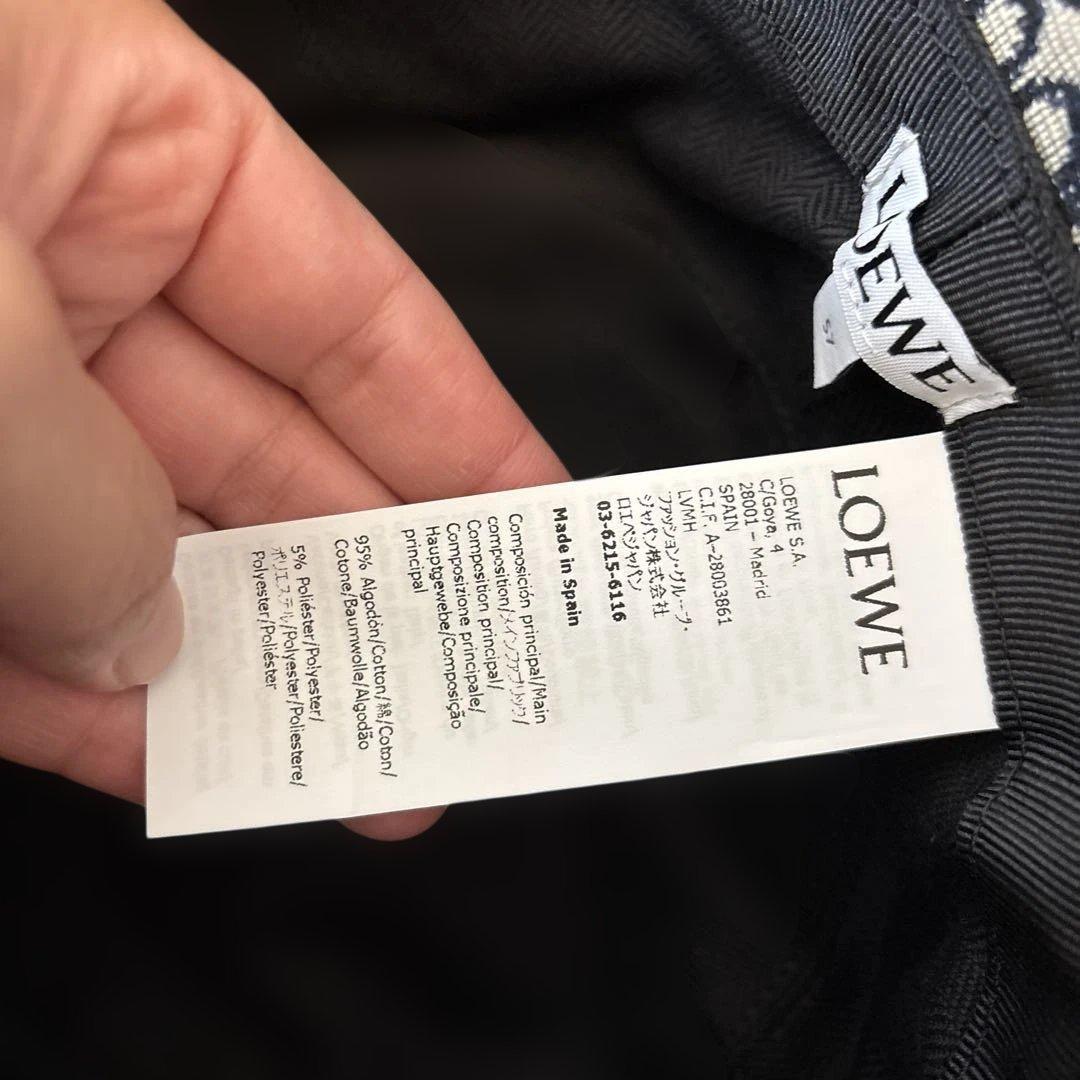 LOEWE
57
LOEWE
LOEWE S.A.
C/Goya, 4
28001 - Madrid
SPAIN
C.I.F. A-28003861
LVMH
ファッション・グループ・
ジャパン株式会社
ロエベジャパン
03-6215-6116
Made in Spain
Composición principal/Main
composition/メインファブリック/
Composition principal/
Composizione principale/
Hauptgewebe/Composição
principal
95% Algodón/Cotton/綿/Coton/
Cotone/Baumwolle/Algodão
5% Poliéster/Polyester/
ポリエステル/Polyester/Poliestere/
Polyester/Poliéster